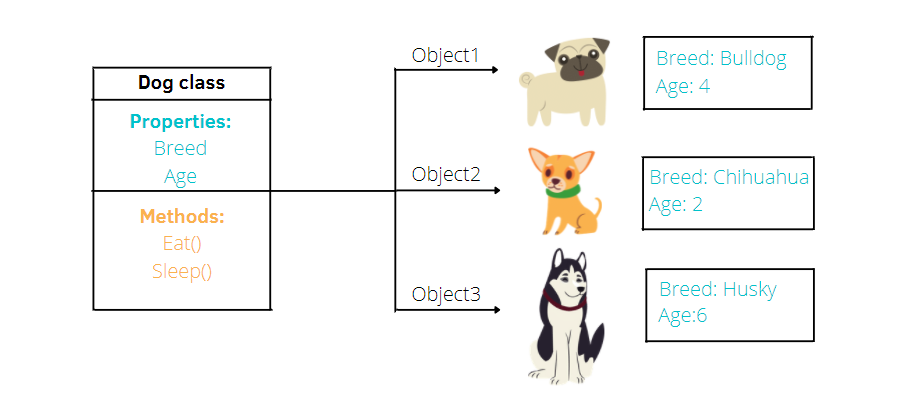 Dog class
Properties:
Breed
Age
Methods:
Eat()
Sleep()
Object1
Breed: Bulldog
Age: 4
Object2
Breed: Chihuahua
Age: 2
Object3
Breed: Husky
Age:6